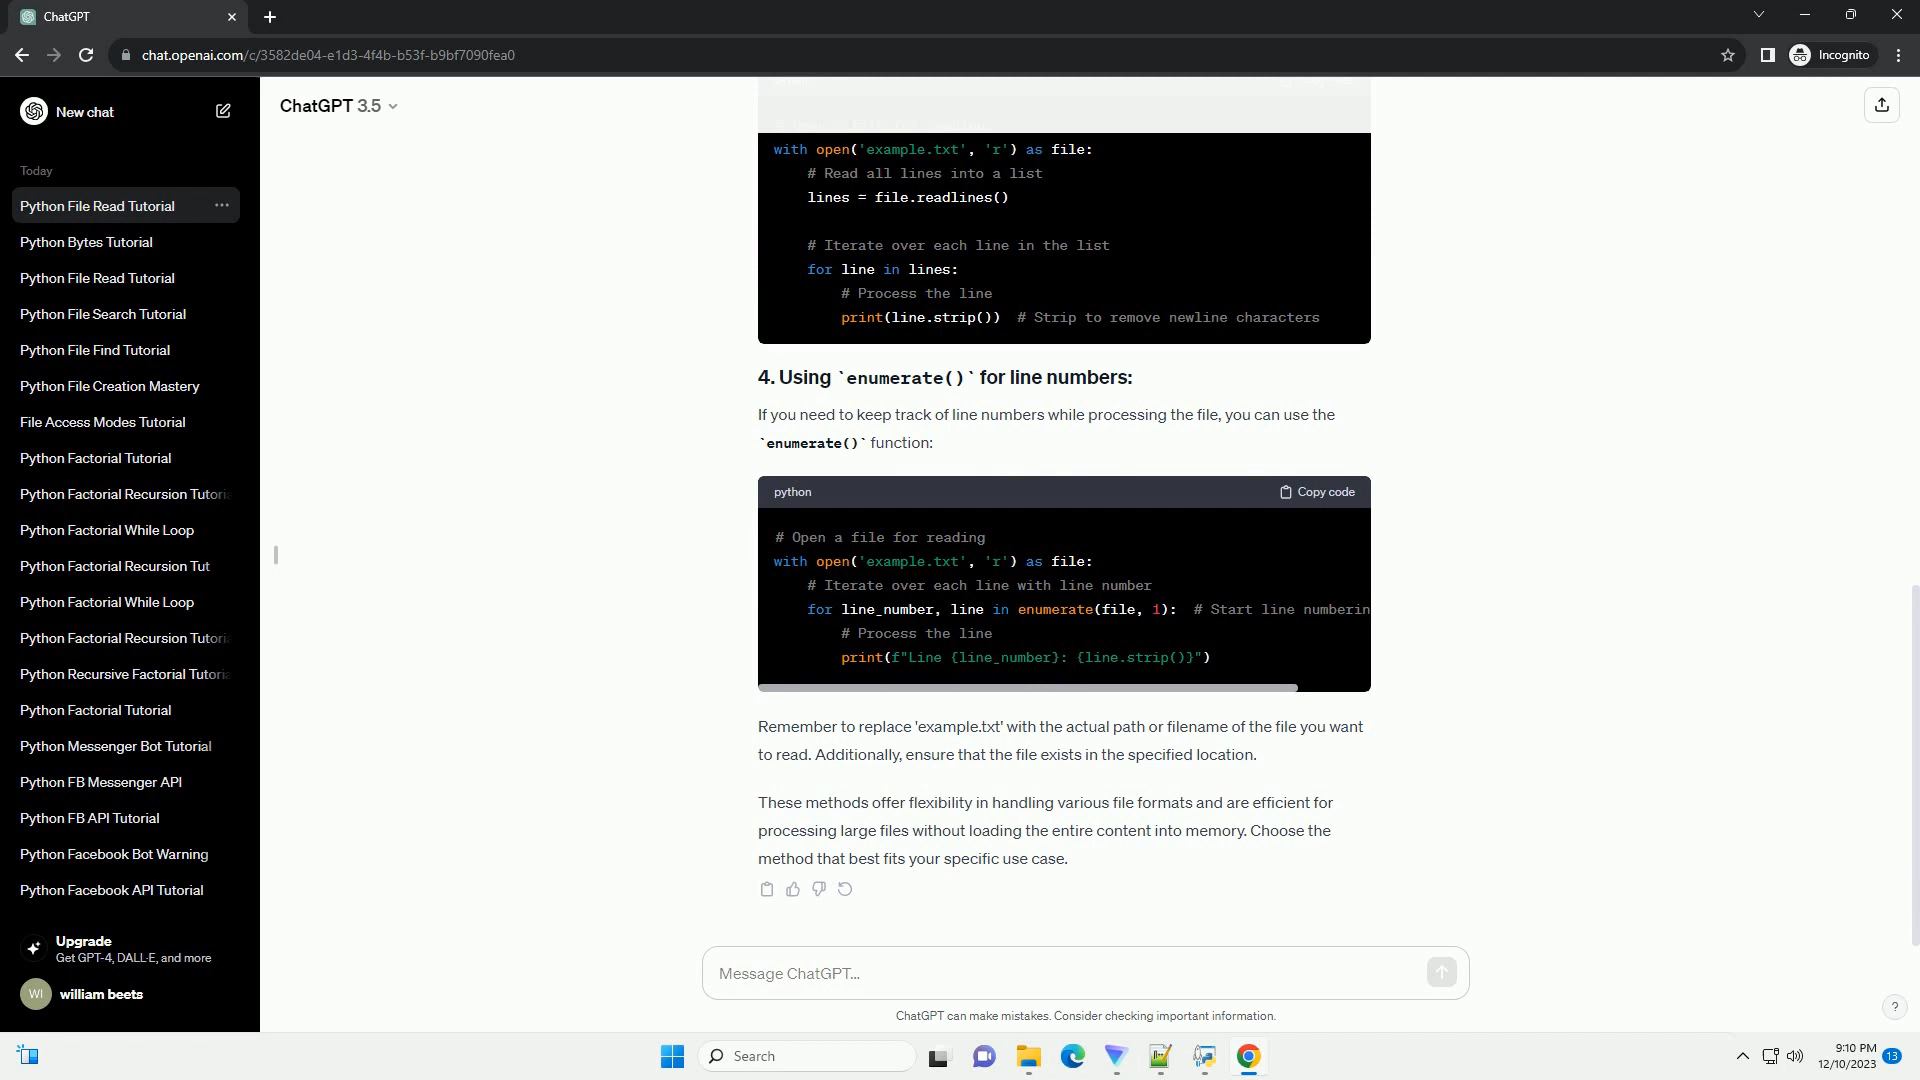 ChatGPT
chat.openai.com/c/3582de04-e1d3-4f4b-b53f-b9bf7090fea0
Incognito
New chat
Today
Python File Read Tutorial
Python Bytes Tutorial
Python File Read Tutorial
Python File Search Tutorial
Python File Find Tutorial
Python File Creation Mastery
File Access Modes Tutorial
Python Factorial Tutorial
Python Factorial Recursion Tutoria
Python Factorial While Loop
Python Factorial Recursion Tut
Python Factorial While Loop
Python Factorial Recursion Tutoria
Python Recursive Factorial Tutoria
Python Factorial Tutorial
Python Messenger Bot Tutorial
Python FB Messenger API
Python FB API Tutorial
Python Facebook Bot Warning
Python Facebook API Tutorial
Upgrade
Get GPT-4, DALL·E, and more
WI william beets
ChatGPT 3.5
with open('example.txt', 'r') as file:
# Read all lines into a list
lines = file.readlines()
# Iterate over each line in the list
for line in lines:
# Process the line
print(line.strip())  # Strip to remove newline characters
4. Using `enumerate()` for line numbers:
If you need to keep track of line numbers while processing the file, you can use the
`enumerate()` function:
python
Copy code
# Open a file for reading
with open('example.txt', 'r') as file:
# Iterate over each line with line number
for line_number, line in enumerate(file, 1):  # Start line numberin
# Process the line
print(f"Line {line_number}: {line.strip()}")
Remember to replace 'example.txt' with the actual path or filename of the file you want
to read. Additionally, ensure that the file exists in the specified location.
These methods offer flexibility in handling various file formats and are efficient for
processing large files without loading the entire content into memory. Choose the
method that best fits your specific use case.
Message ChatGPT...
ChatGPT can make mistakes. Consider checking important information.
?
Search
9:10 PM
12/10/2023
13